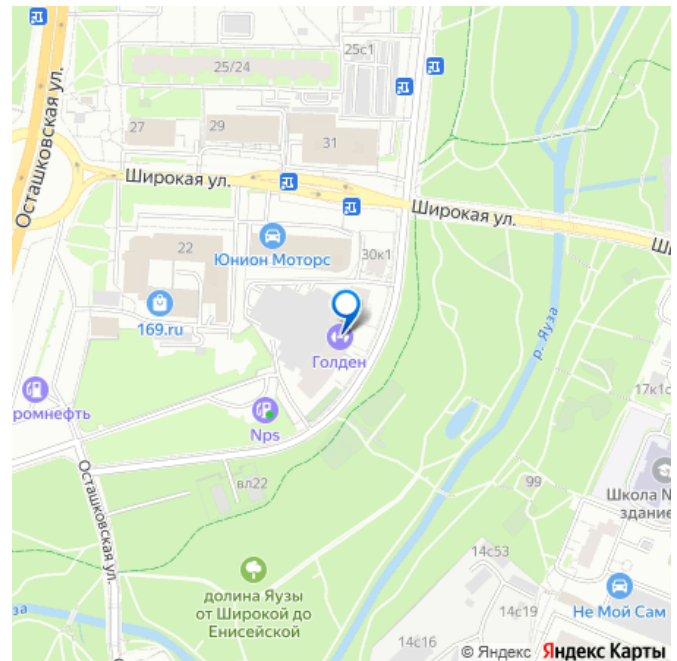 25с1
25/24
Осташковская ул.
27
29
31
Широкая ул.
Широкая ул.
22
Юнион Моторс
30к1
169.ru
р. Яуза
Голден
ромнефть
Nps
17к1с
Осташковская ул.
вл22
99
Школа N
здание
14с53
долина Яузы
от Широкой до
Енисейской
14с19
Не Мой Сам
за
14с16
© Яндекс Яндекс Карты